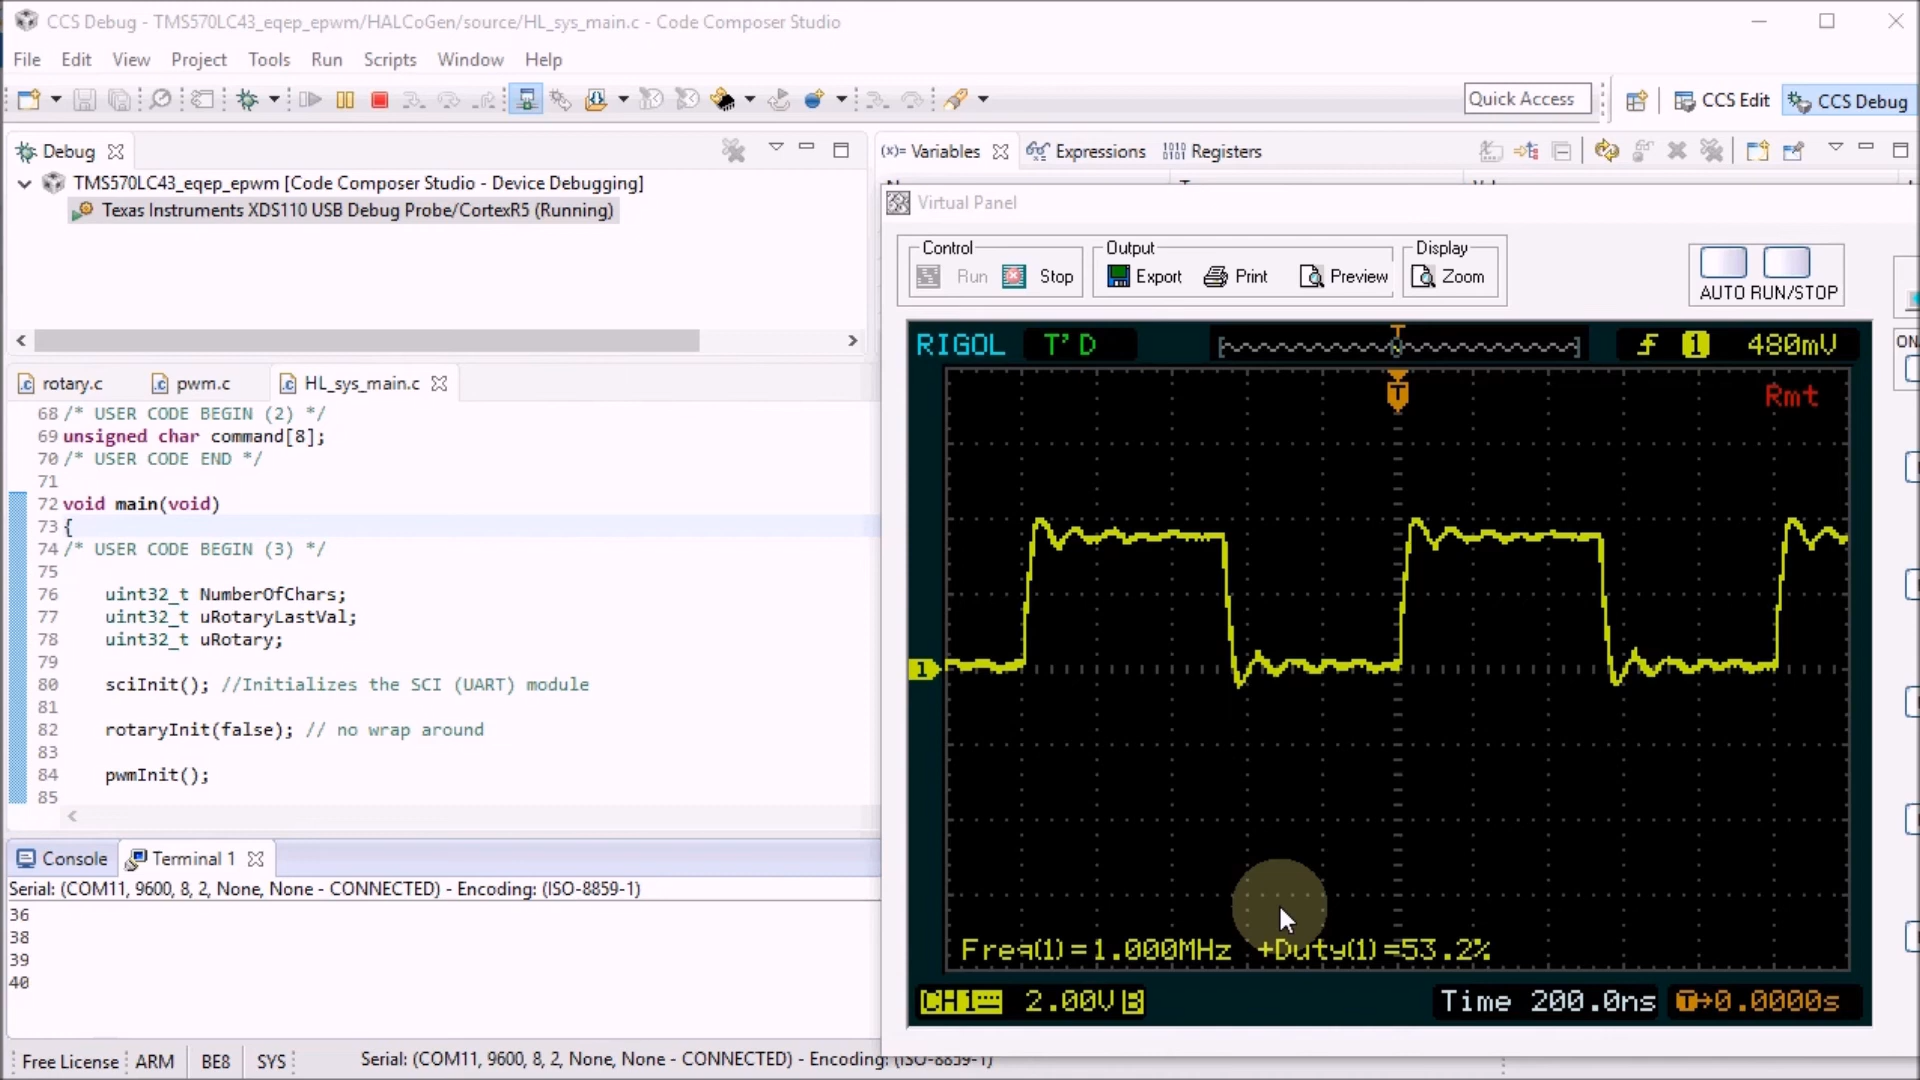 CCS Debug - TMS570LC43_eqep_epwm/HALCoGen/source/HL_sys_main.c - Code Composer Studio
File Edit View Project Tools Run Scripts Window Help
Quick Access CCS Edit CCS Debug
Debug
TMS570LC43_eqep_epwm [Code Composer Studio - Device Debugging]
Texas Instruments XDS110 USB Debug Probe/CortexR5 (Running)
(x)= Variables Expressions Registers
Virtual Panel
Control Output Display
Run Stop Export Print Preview Zoom
AUTO RUN/STOP
RIGOL T'D T 1 480mV
T
Rmt
1
Freq(1)=1.000MHz +Duty(1)=53.2%
CH1 2.00V B Time 200.0ns T→0.0000s
rotary.c pwm.c HL_sys_main.c
68 /* USER CODE BEGIN (2) */
69 unsigned char command[8];
70 /* USER CODE END */
71
72 void main(void)
73 {
74 /* USER CODE BEGIN (3) */
75
76 uint32_t NumberOfChars;
77 uint32_t uRotaryLastVal;
78 uint32_t uRotary;
79
80 sciInit(); //Initializes the SCI (UART) module
81
82 rotaryInit(false); // no wrap around
83
84 pwmInit();
85
Console Terminal 1
Serial: (COM11, 9600, 8, 2, None, None - CONNECTED) - Encoding: (ISO-8859-1)
36
38
39
40
Free License ARM BE8 SYS Serial: (COM11, 9600, 8, 2, None, None - CONNECTED) - Encoding: (ISO-8859-1)